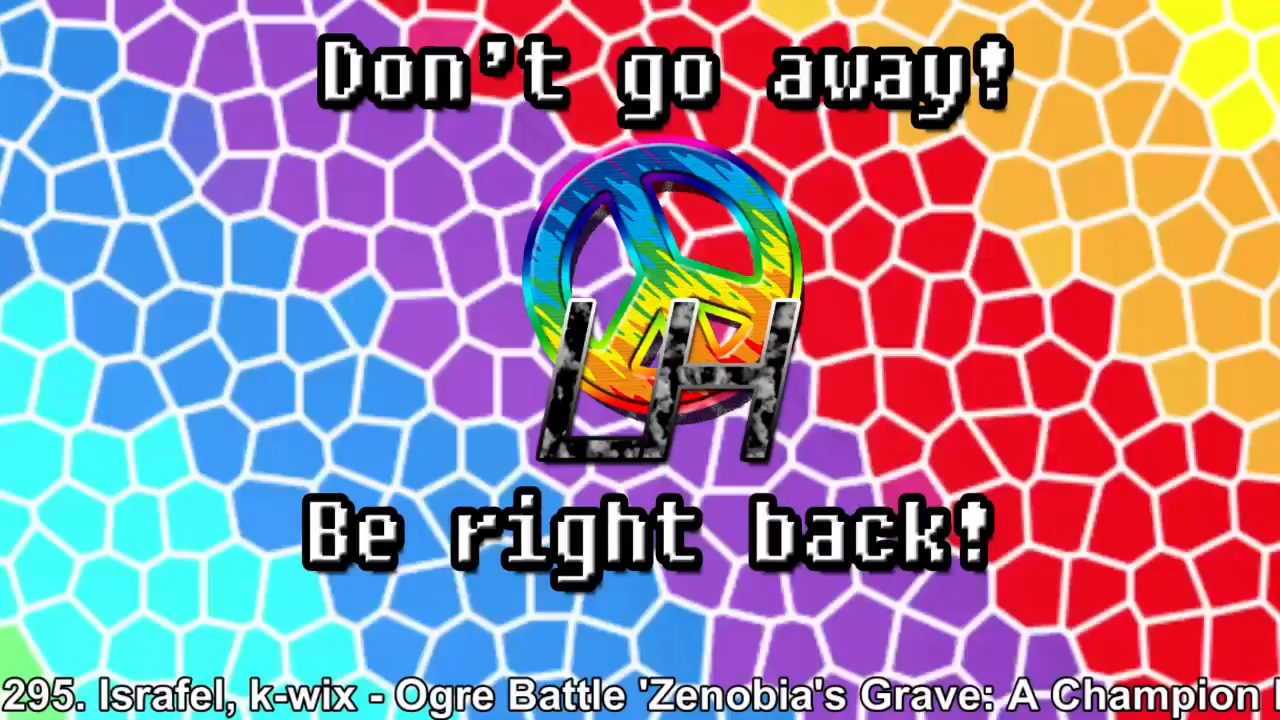 Don't go away!
LH
Be right back!
295. Israfel, k-wix - Ogre Battle 'Zenobia's Grave: A Champion